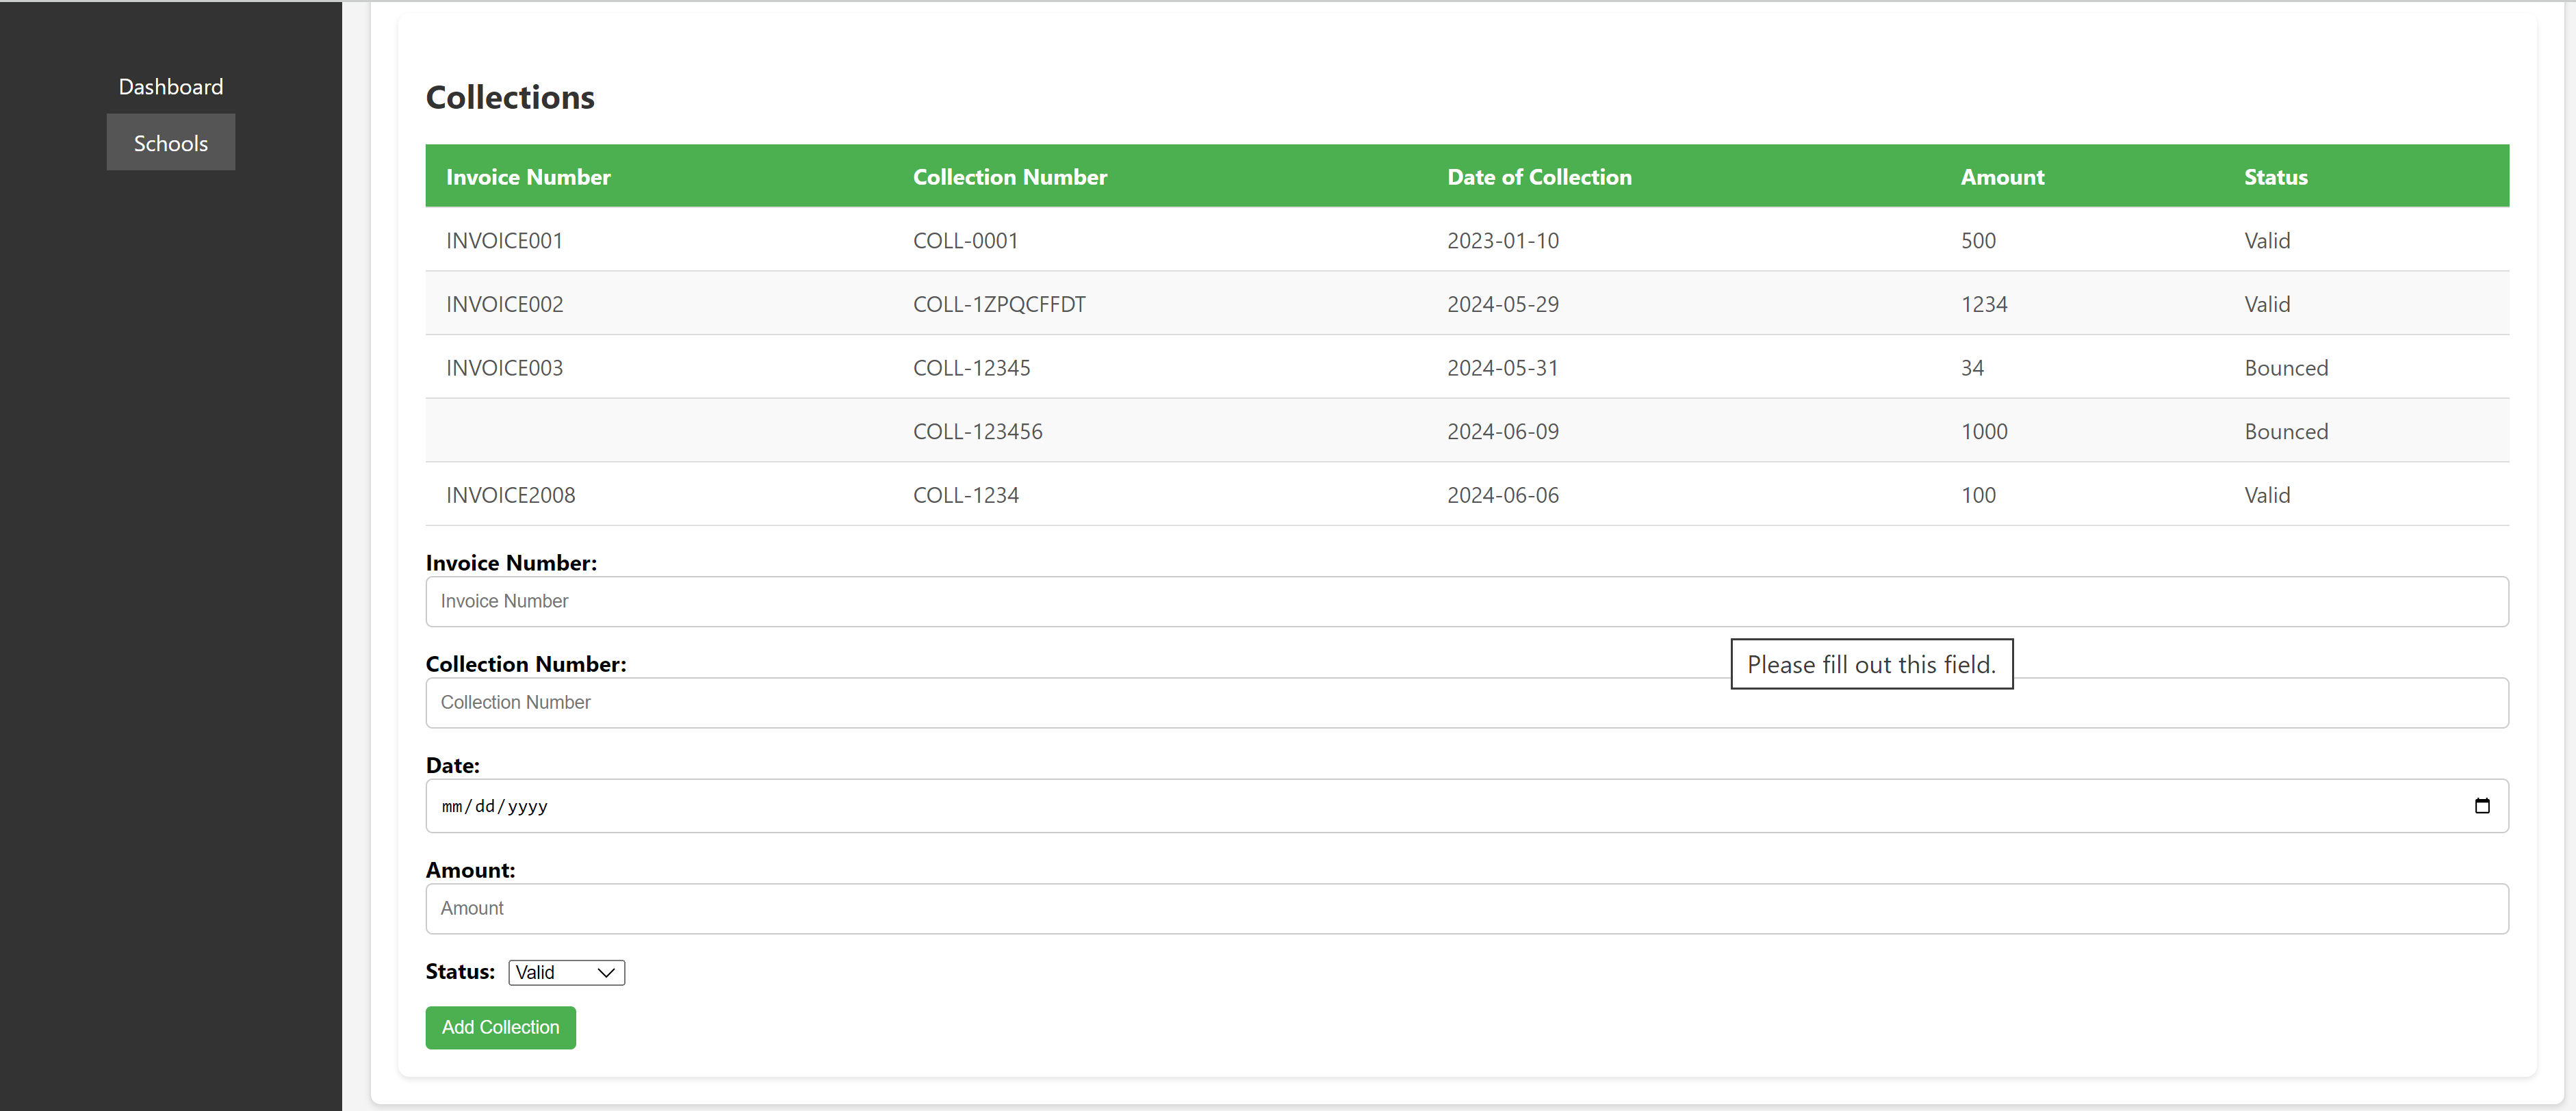 Dashboard
Schools
Collections
Invoice Number Collection Number Date of Collection Amount Status
INVOICE001 COLL-0001 2023-01-10 500 Valid
INVOICE002 COLL-1ZPQCFFDT 2024-05-29 1234 Valid
INVOICE003 COLL-12345 2024-05-31 34 Bounced
COLL-123456 2024-06-09 1000 Bounced
INVOICE2008 COLL-1234 2024-06-06 100 Valid
Invoice Number:
Invoice Number
Collection Number:
Please fill out this field.
Collection Number
Date:
mm/dd/yyyy
Amount:
Amount
Status: Valid
Add Collection